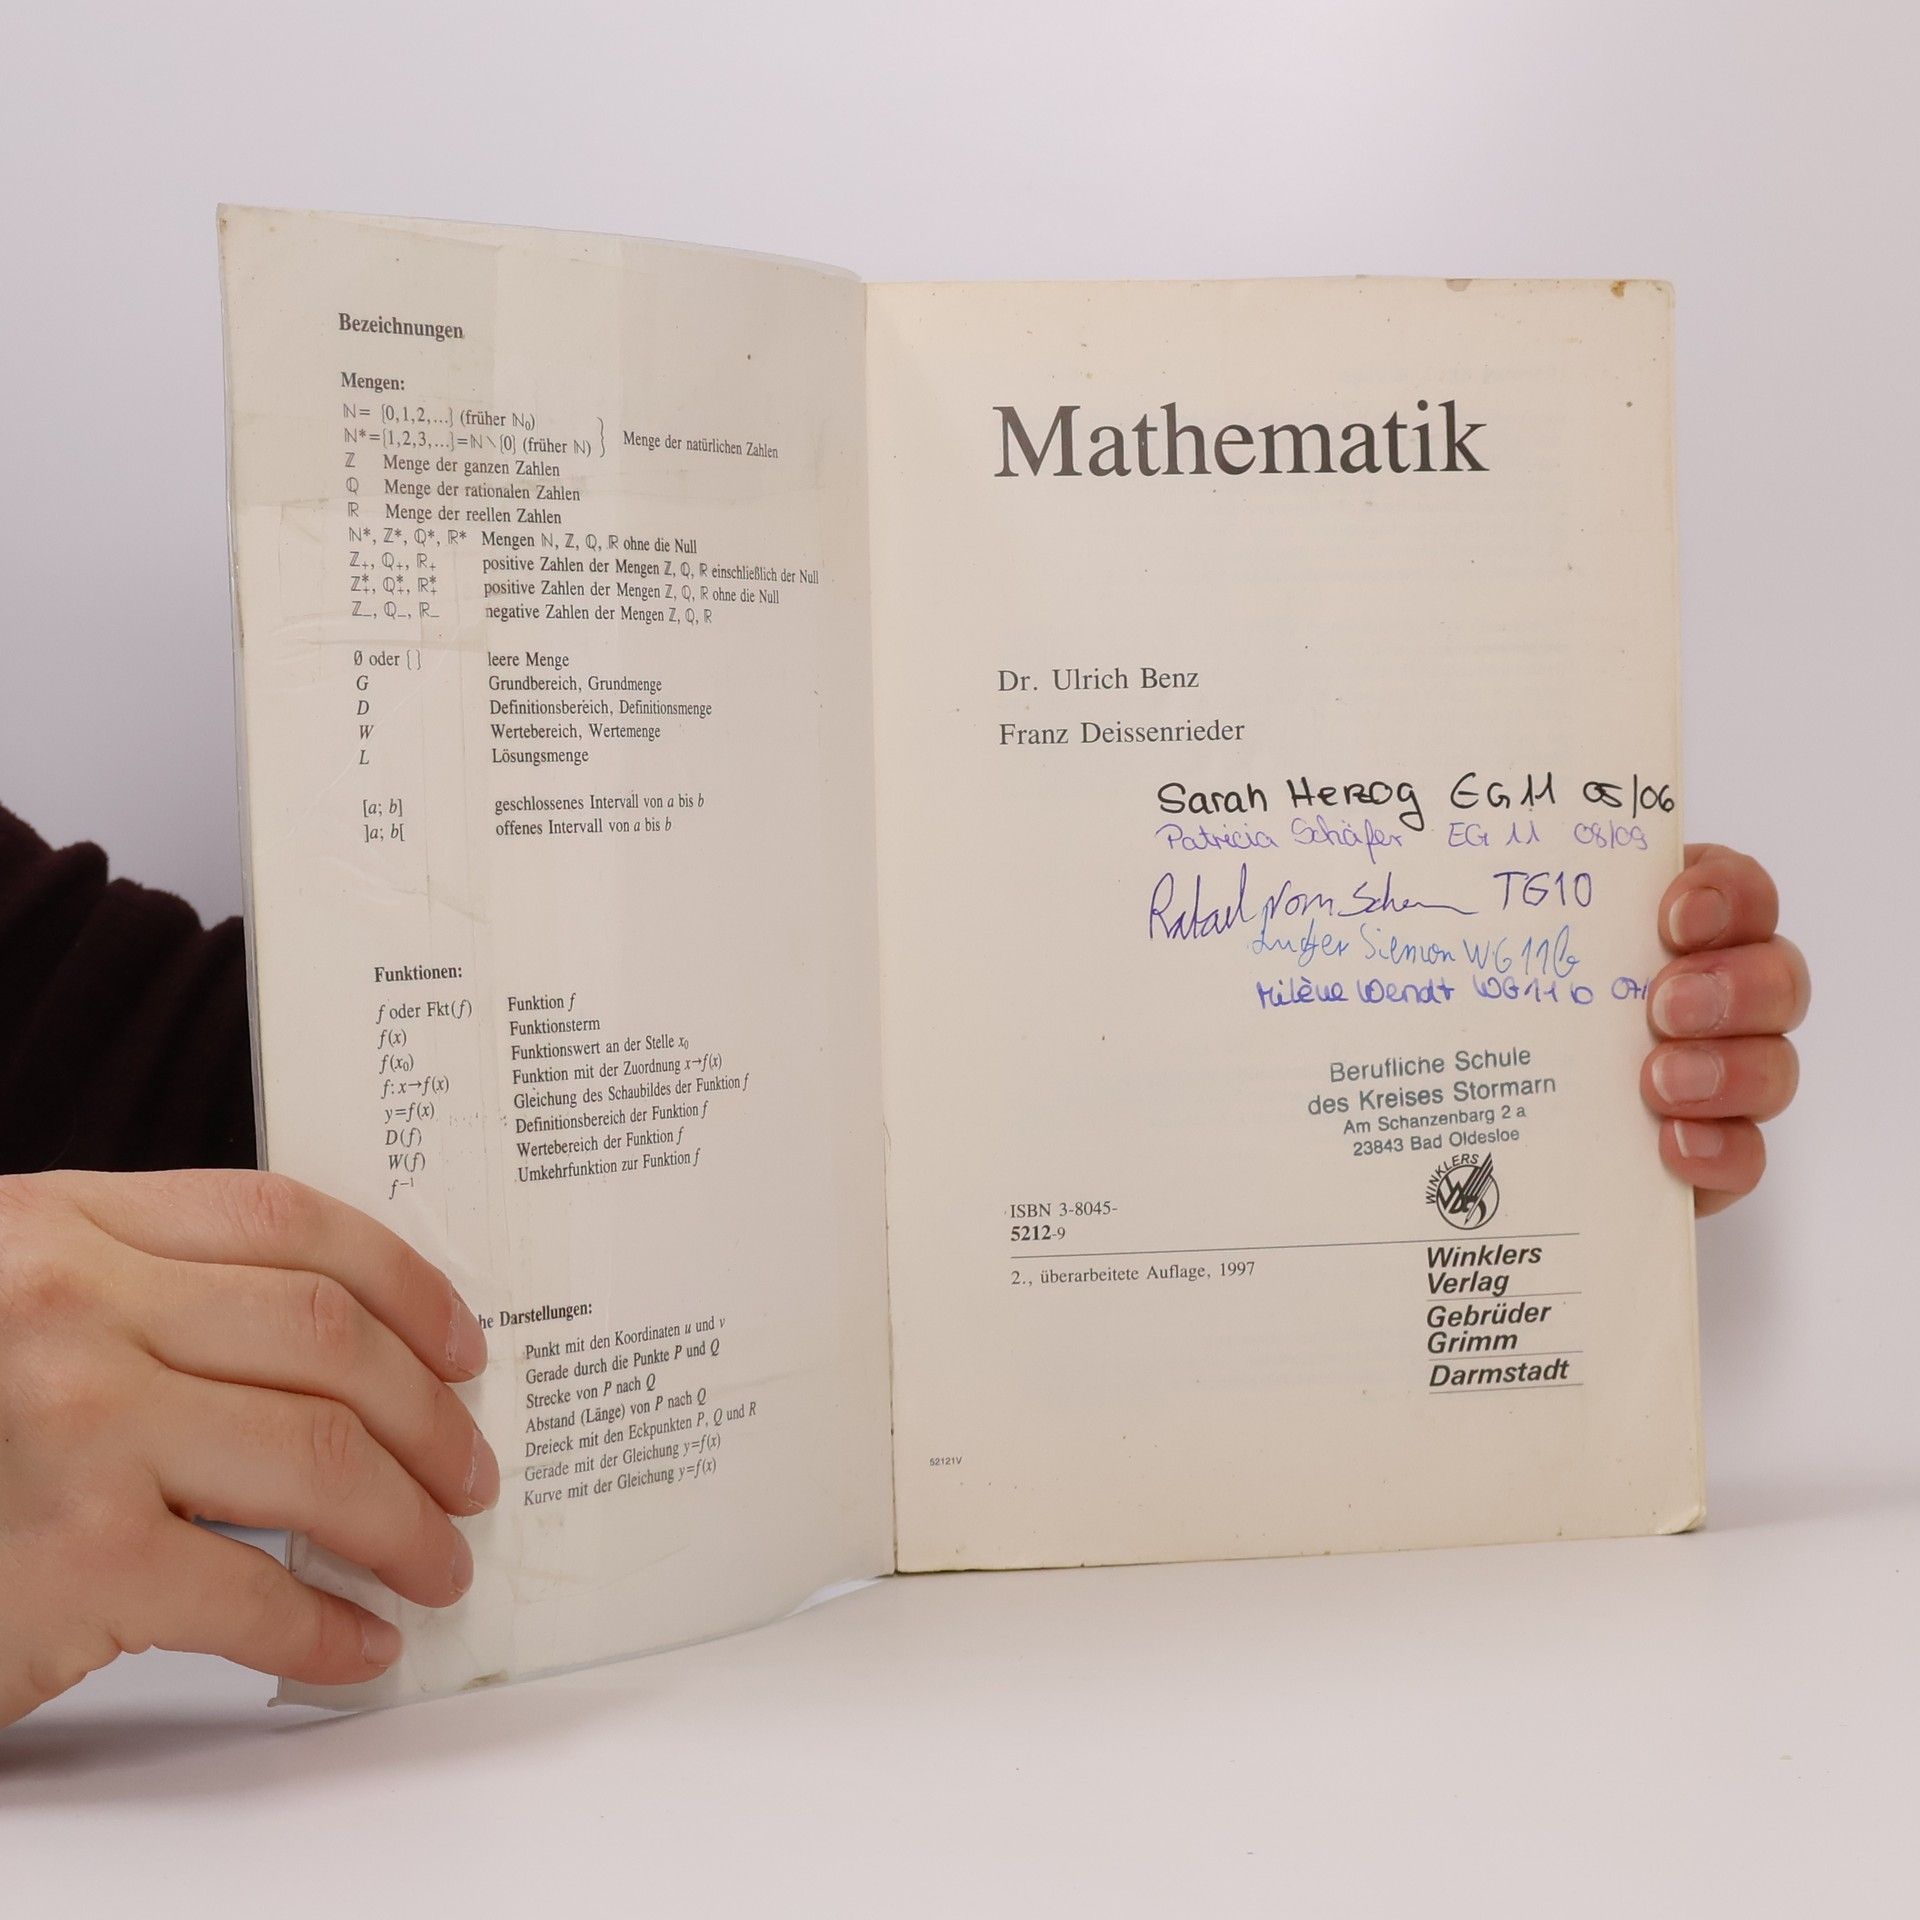 Bezeichnungen
Mengen:
ℕ = {0,1,2,...} (früher ℕ₀)
ℕ*={1,2,3,...}=ℕ∖{0} (früher ℕ) } Menge der natürlichen Zahlen
ℤ Menge der ganzen Zahlen
ℚ Menge der rationalen Zahlen
ℝ Menge der reellen Zahlen
ℕ*, ℤ*, ℚ*, ℝ* Mengen ℕ, ℤ, ℚ, ℝ ohne die Null
ℤ₊, ℚ₊, ℝ₊ positive Zahlen der Mengen ℤ, ℚ, ℝ einschließlich der Null
ℤ*₊, ℚ*₊, ℝ*₊ positive Zahlen der Mengen ℤ, ℚ, ℝ ohne die Null
ℤ₋, ℚ₋, ℝ₋ negative Zahlen der Mengen ℤ, ℚ, ℝ
∅ oder { } leere Menge
G Grundbereich, Grundmenge
D Definitionsbereich, Definitionsmenge
W Wertebereich, Wertemenge
L Lösungsmenge
[a; b] geschlossenes Intervall von a bis b
]a; b[ offenes Intervall von a bis b
Funktionen:
f oder Fkt(f) Funktion f
f(x) Funktionsterm
f(x₀) Funktionswert an der Stelle x₀
f: x→f(x) Funktion mit der Zuordnung x→f(x)
y=f(x) Gleichung des Schaubildes der Funktion f
D(f) Definitionsbereich der Funktion f
W(f) Wertebereich der Funktion f
f⁻¹ Umkehrfunktion zur Funktion f
he Darstellungen:
Punkt mit den Koordinaten u und v
Gerade durch die Punkte P und Q
Strecke von P nach Q
Abstand (Länge) von P nach Q
Dreieck mit den Eckpunkten P, Q und R
Gerade mit der Gleichung y=f(x)
Kurve mit der Gleichung y=f(x)
Mathematik
Dr. Ulrich Benz
Franz Deissenrieder
Sarah Herzog EG11 05/06
Patricia Schäfer EG 11 08/09
Rafael vom TG10
Siemon WG 11b
Milène Wendt WG11 b 07/
Berufliche Schule
des Kreises Stormarn
Am Schanzenbarg 2 a
23843 Bad Oldesloe
WINKLERS
ISBN 3-8045-
5212-9
2., überarbeitete Auflage, 1997
Winklers
Verlag
Gebrüder
Grimm
Darmstadt
52121V